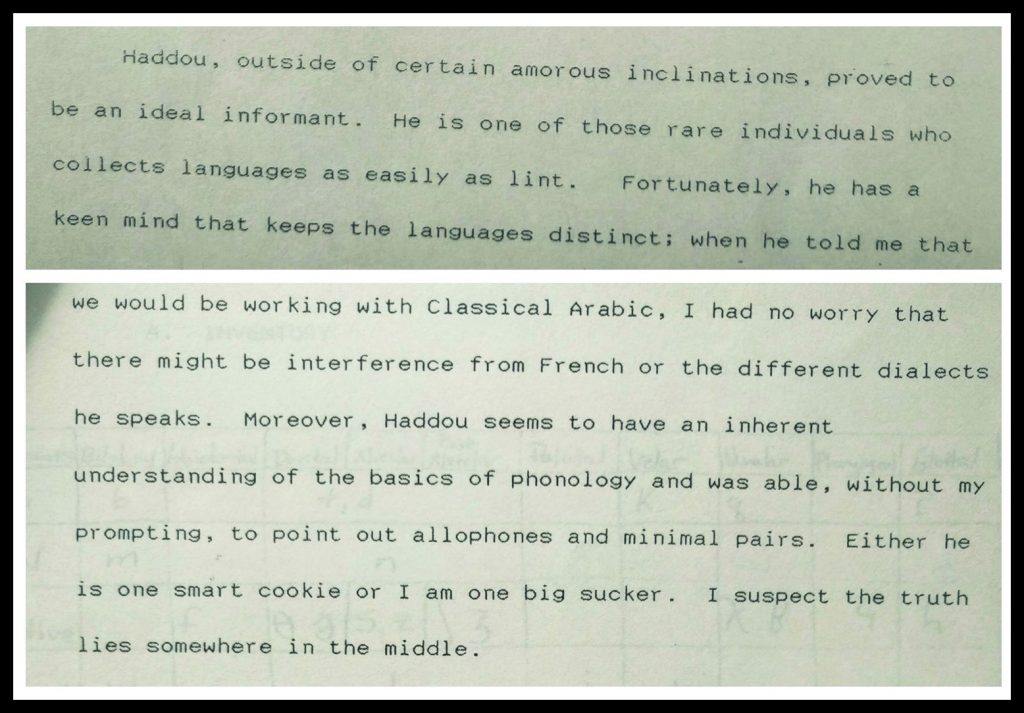 Haddou, outside of certain amorous inclinations, proved to
be an ideal informant. He is one of those rare individuals who
collects languages as easily as lint. Fortunately, he has a
keen mind that keeps the languages distinct; when he told me that
we would be working with Classical Arabic, I had no worry that
there might be interference from French or the different dialects
he speaks. Moreover, Haddou seems to have an inherent
understanding of the basics of phonology and was able, without my
prompting, to point out allophones and minimal pairs. Either he
is one smart cookie or I am one big sucker. I suspect the truth
lies somewhere in the middle.